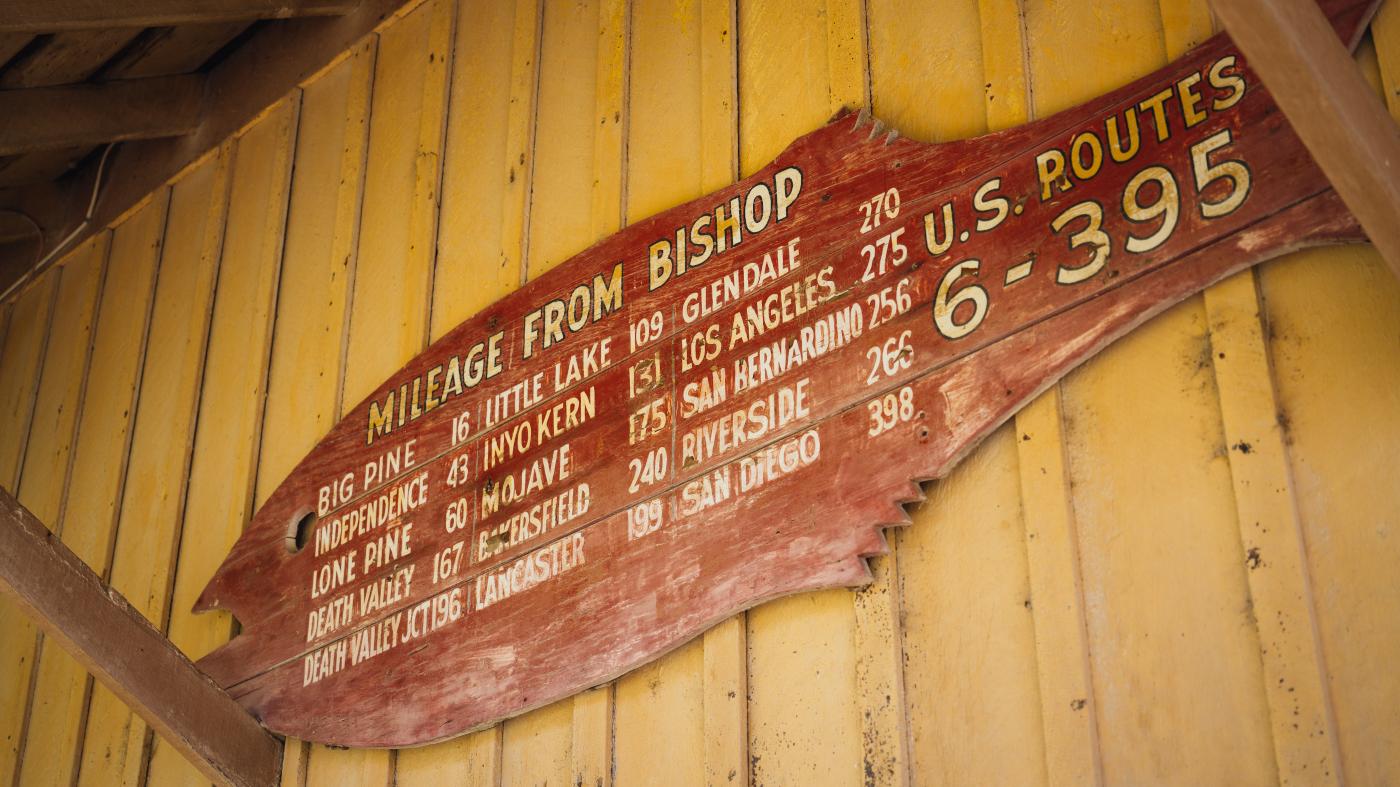 MILEAGE FROM BISHOP
BIG PINE 16
INDEPENDENCE 43
LONE PINE 60
DEATH VALLEY 167
DEATH VALLEY JCT 196
LITTLE LAKE 109
INYO KERN 131
MOJAVE 175
BAKERSFIELD 240
LANCASTER 199
GLENDALE 270
LOS ANGELES 275
SAN BERNARDINO 256
RIVERSIDE 266
SAN DIEGO 398
U.S. ROUTES
6-395